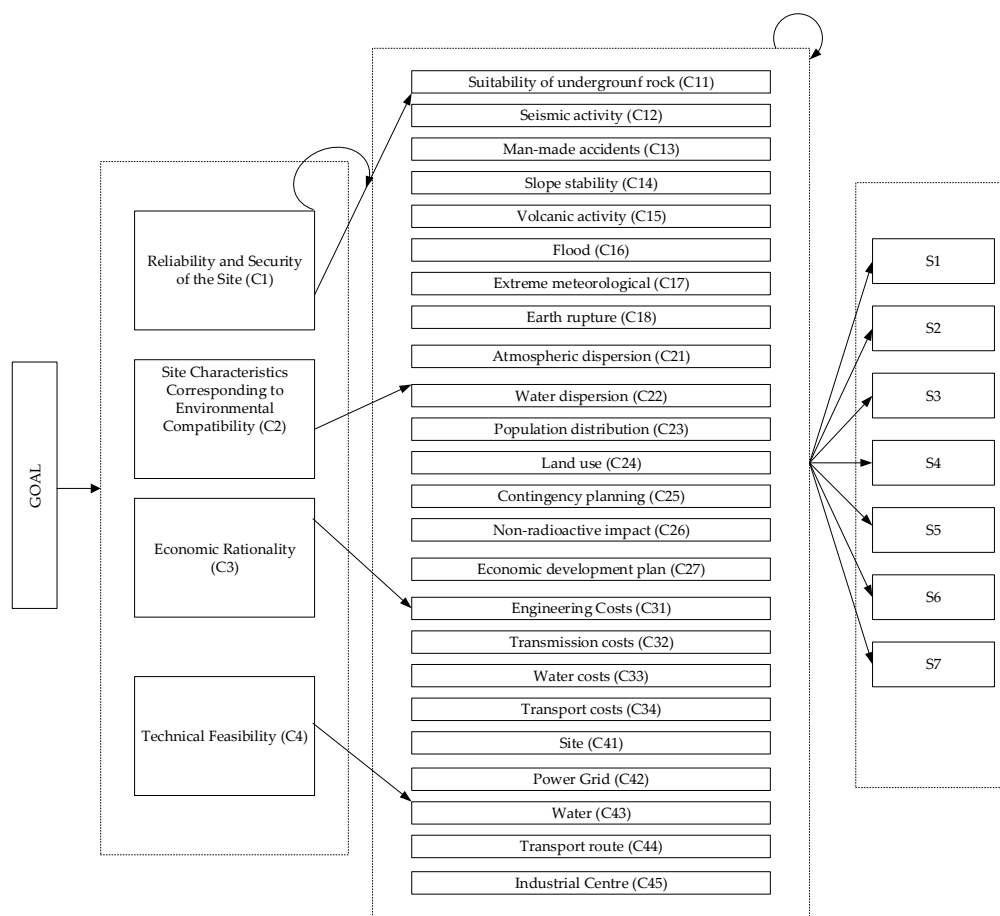 GOAL
Reliability and Security
of the Site (C1)
Site Characteristics
Corresponding to
Environmental
Compatibility (C2)
Economic Rationality
(C3)
Technical Feasibility (C4)
Suitability of undergrounf rock (C11)
Seismic activity (C12)
Man-made accidents (C13)
Slope stability (C14)
Volcanic activity (C15)
Flood (C16)
Extreme meteorological (C17)
Earth rupture (C18)
Atmospheric dispersion (C21)
Water dispersion (C22)
Population distribution (C23)
Land use (C24)
Contingency planning (C25)
Non-radioactive impact (C26)
Economic development plan (C27)
Engineering Costs (C31)
Transmission costs (C32)
Water costs (C33)
Transport costs (C34)
Site (C41)
Power Grid (C42)
Water (C43)
Transport route (C44)
Industrial Centre (C45)
S1
S2
S3
S4
S5
S6
S7